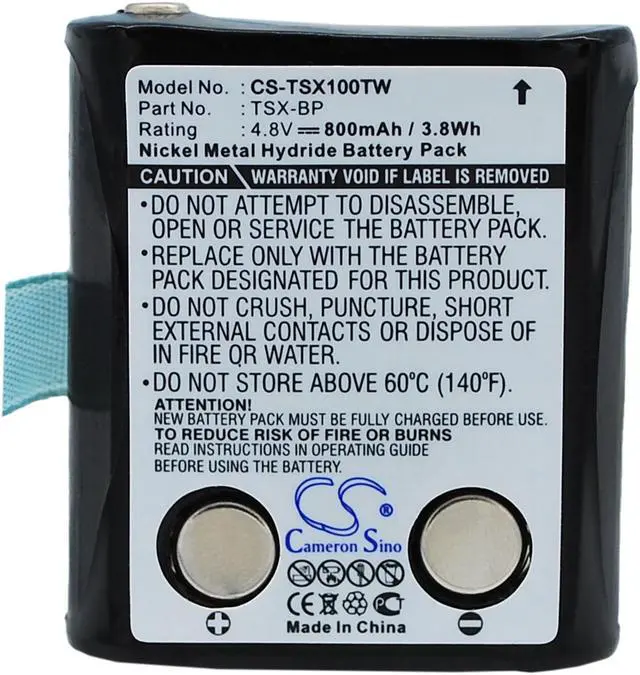 Model No. : CS-TSX100TW
Part No. : TSX-BP
Rating : 4.8V ⎓ 800mAh / 3.8Wh
Nickel Metal Hydride Battery Pack
CAUTION WARRANTY VOID IF LABEL IS REMOVED
•DO NOT ATTEMPT TO DISASSEMBLE,
OPEN OR SERVICE THE BATTERY PACK.
•REPLACE ONLY WITH THE BATTERY
PACK DESIGNATED FOR THIS PRODUCT.
•DO NOT CRUSH, PUNCTURE, SHORT
EXTERNAL CONTACTS OR DISPOSE OF
IN FIRE OR WATER.
•DO NOT STORE ABOVE 60°C (140°F).
ATTENTION!
NEW BATTERY PACK MUST BE FULLY CHARGED BEFORE USE.
TO REDUCE RISK OF FIRE OR BURNS
READ INSTRUCTIONS IN OPERATING GUIDE
BEFORE USING THE BATTERY.
CS®
Cameron Sino
CE PC
+ Made In China −